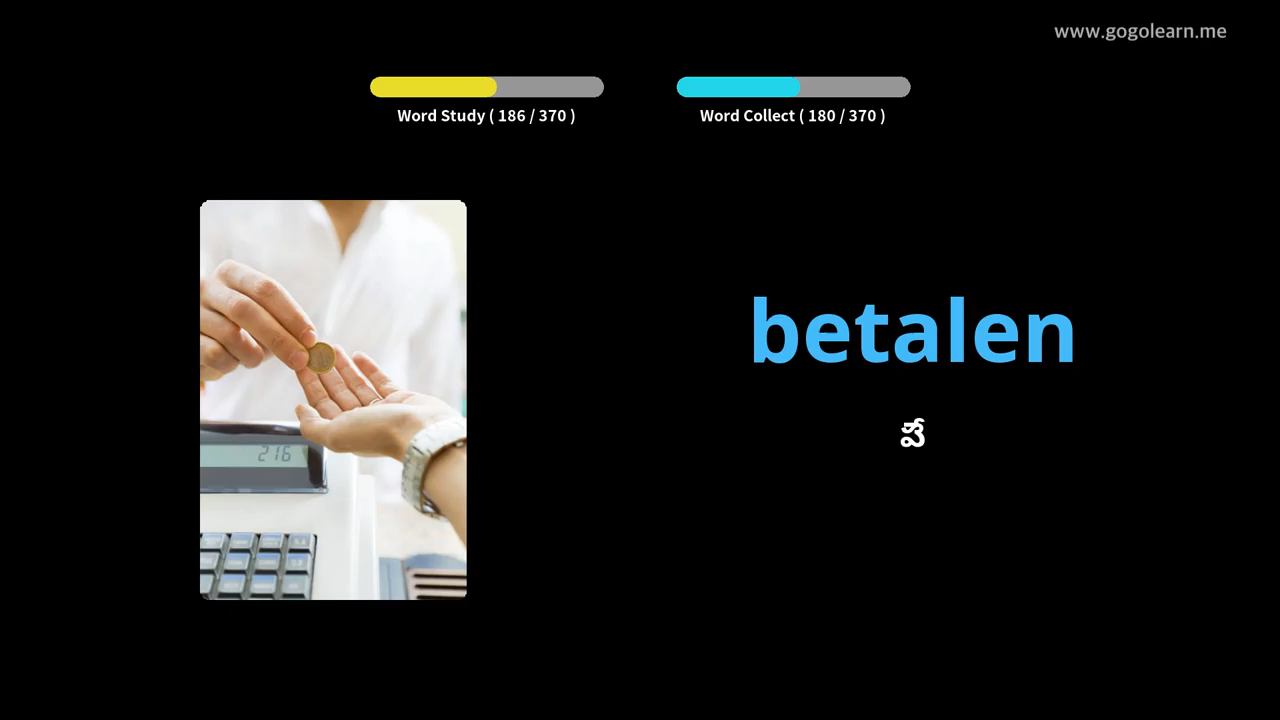 www.gogolearn.me
Word Study ( 186 / 370 )
Word Collect ( 180 / 370 )
betalen
పే
216